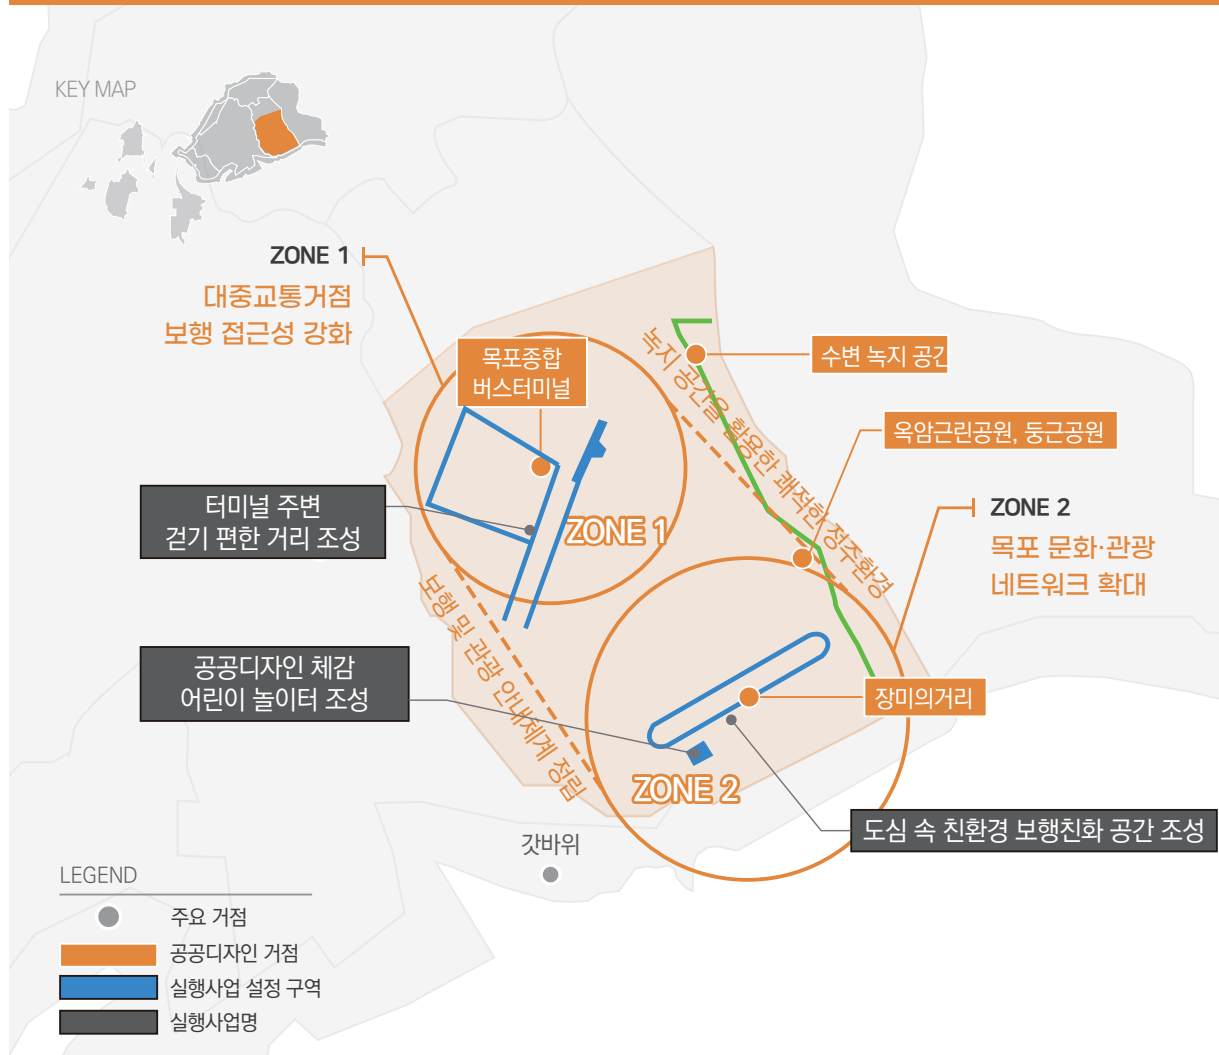 KEY MAP
ZONE 1
대중교통거점
보행 접근성 강화
목포종합
버스터미널
수변 녹지 공간
녹지 공간을 활용한 쾌적한 정주환경
옥암근린공원, 둥근공원
터미널 주변
걷기 편한 거리 조성
ZONE 1
ZONE 2
목포 문화·관광
네트워크 확대
보행 및 관광 안내체계 정립
공공디자인 체감
어린이 놀이터 조성
장미의거리
ZONE 2
도심 속 친환경 보행친화 공간 조성
갓바위
LEGEND
주요 거점
공공디자인 거점
실행사업 설정 구역
실행사업명